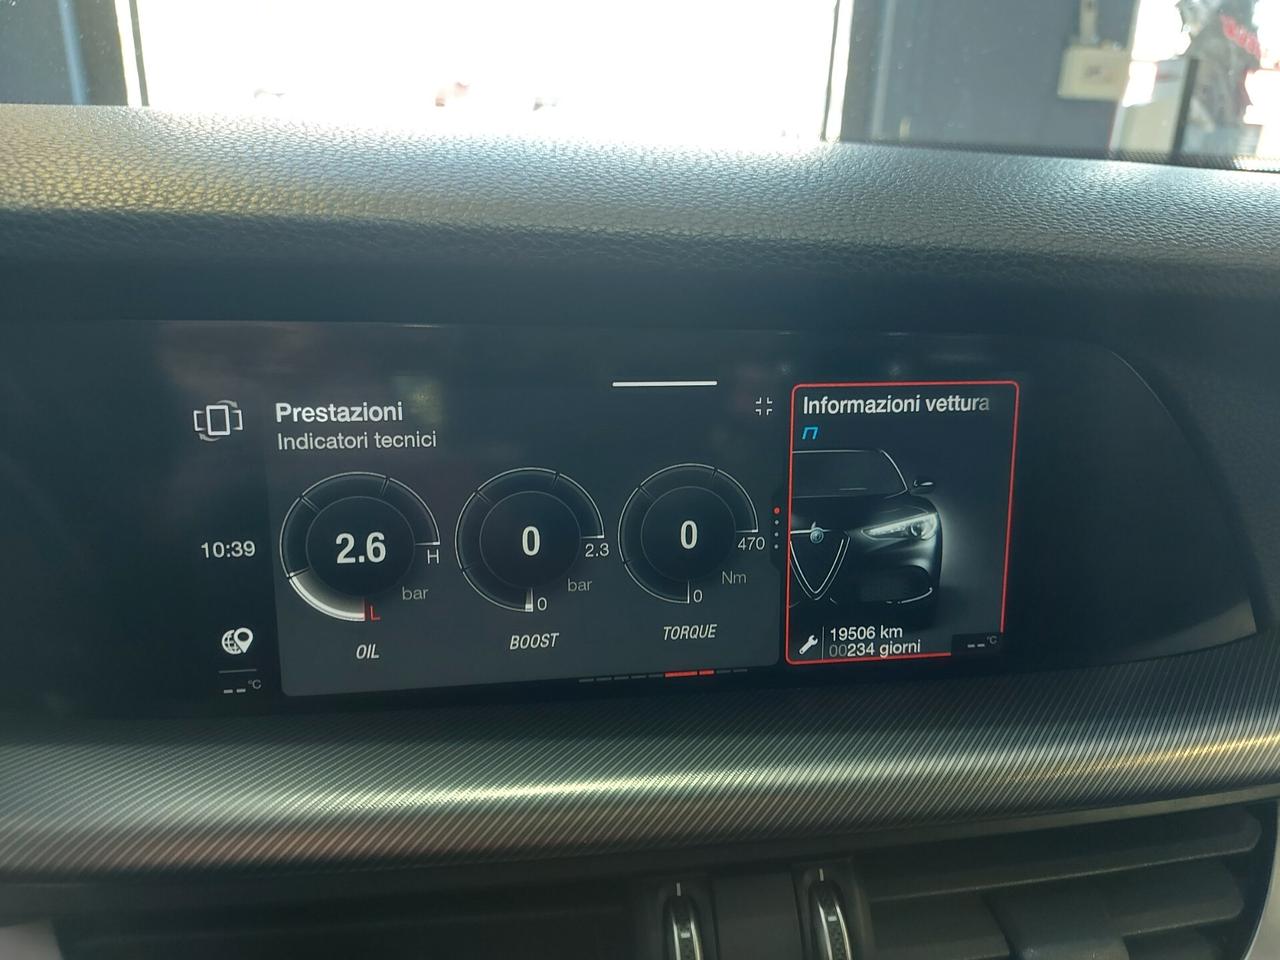 Prestazioni
Indicatori tecnici
Informazioni vettura
10:39
2.6
H
bar
L
OIL
0
2.3
bar
0
BOOST
0
470
Nm
0
TORQUE
19506 km
00234 giorni
--°C
--°C